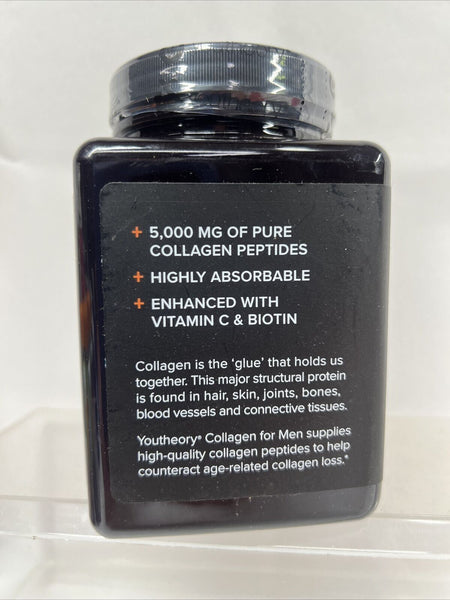 + 5,000 MG OF PURE
COLLAGEN PEPTIDES
+ HIGHLY ABSORBABLE
+ ENHANCED WITH
VITAMIN C & BIOTIN
Collagen is the ‘glue’ that holds us
together. This major structural protein
is found in hair, skin, joints, bones,
blood vessels and connective tissues.
Youtheory® Collagen for Men supplies
high-quality collagen peptides to help
counteract age-related collagen loss.*